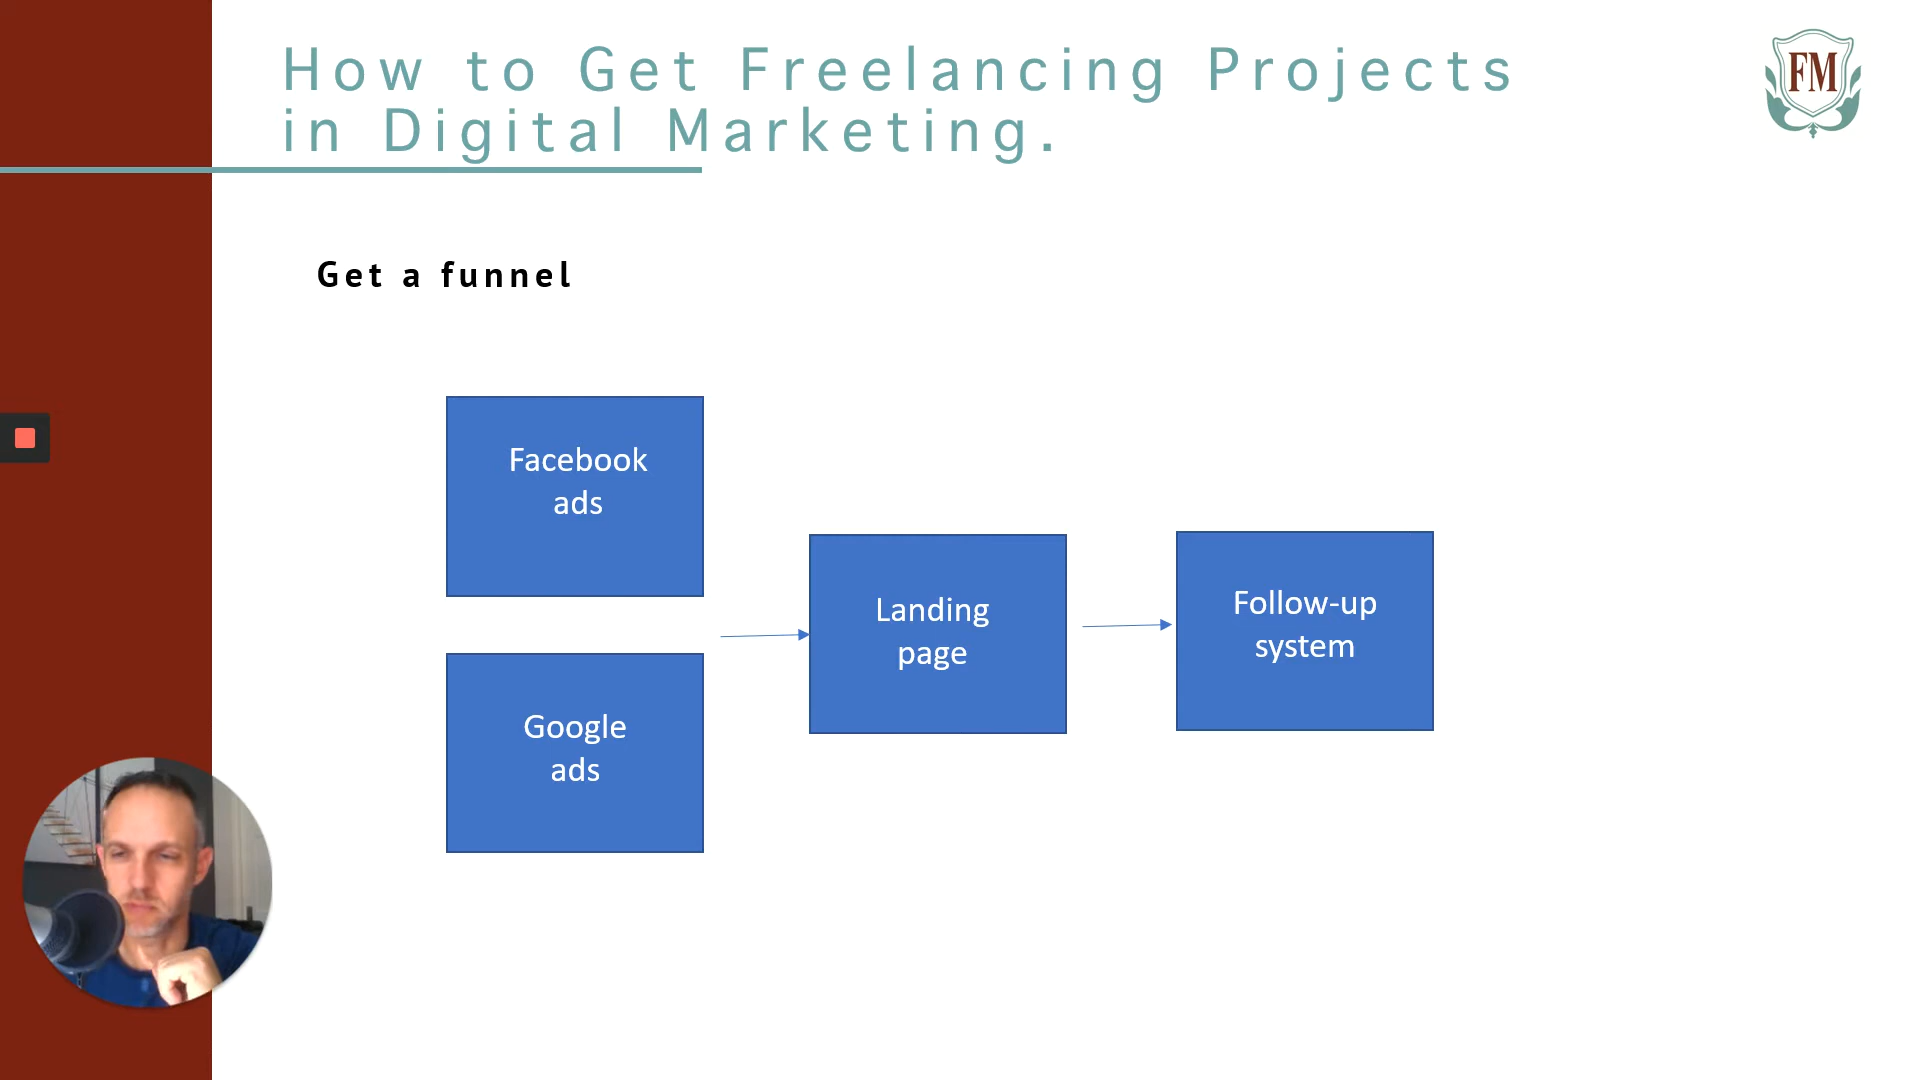 How to Get Freelancing Projects
in Digital Marketing.
FM
Get a funnel
Facebook
ads
Google
ads
Landing
page
Follow-up
system